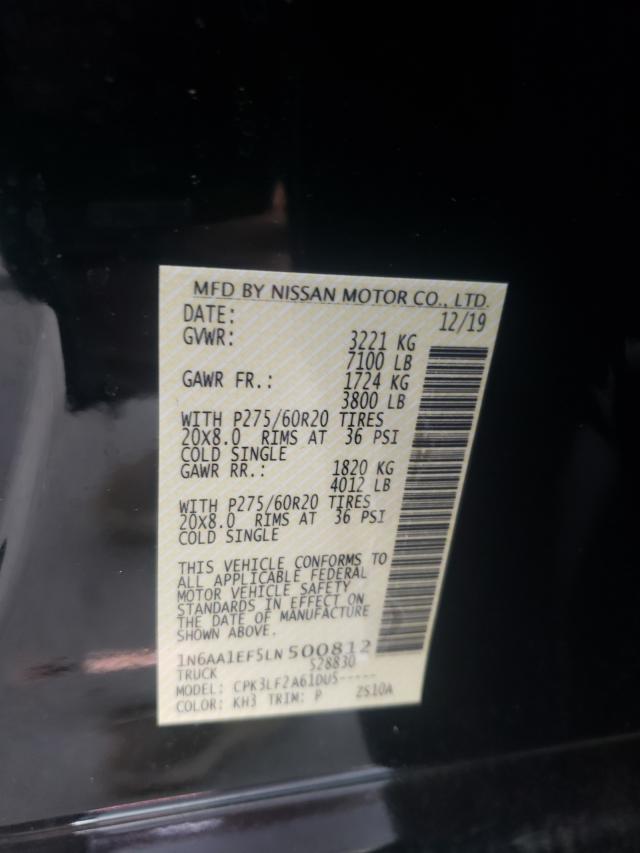 MFD BY NISSAN MOTOR CO., LTD.
DATE: 12/19
GVWR: 3221 KG
7100 LB
GAWR FR.: 1724 KG
3800 LB
WITH P275/60R20 TIRES
20X8.0 RIMS AT 36 PSI
COLD SINGLE
GAWR RR.: 1820 KG
4012 LB
WITH P275/60R20 TIRES
20X8.0 RIMS AT 36 PSI
COLD SINGLE
THIS VEHICLE CONFORMS TO
ALL APPLICABLE FEDERAL
MOTOR VEHICLE SAFETY
STANDARDS IN EFFECT ON
THE DATE OF MANUFACTURE
SHOWN ABOVE.
1N6AA1EF5LN500812
TRUCK 528830
MODEL: CPK3LF2A61DU5-----
COLOR: KH3 TRIM: P ZS10A